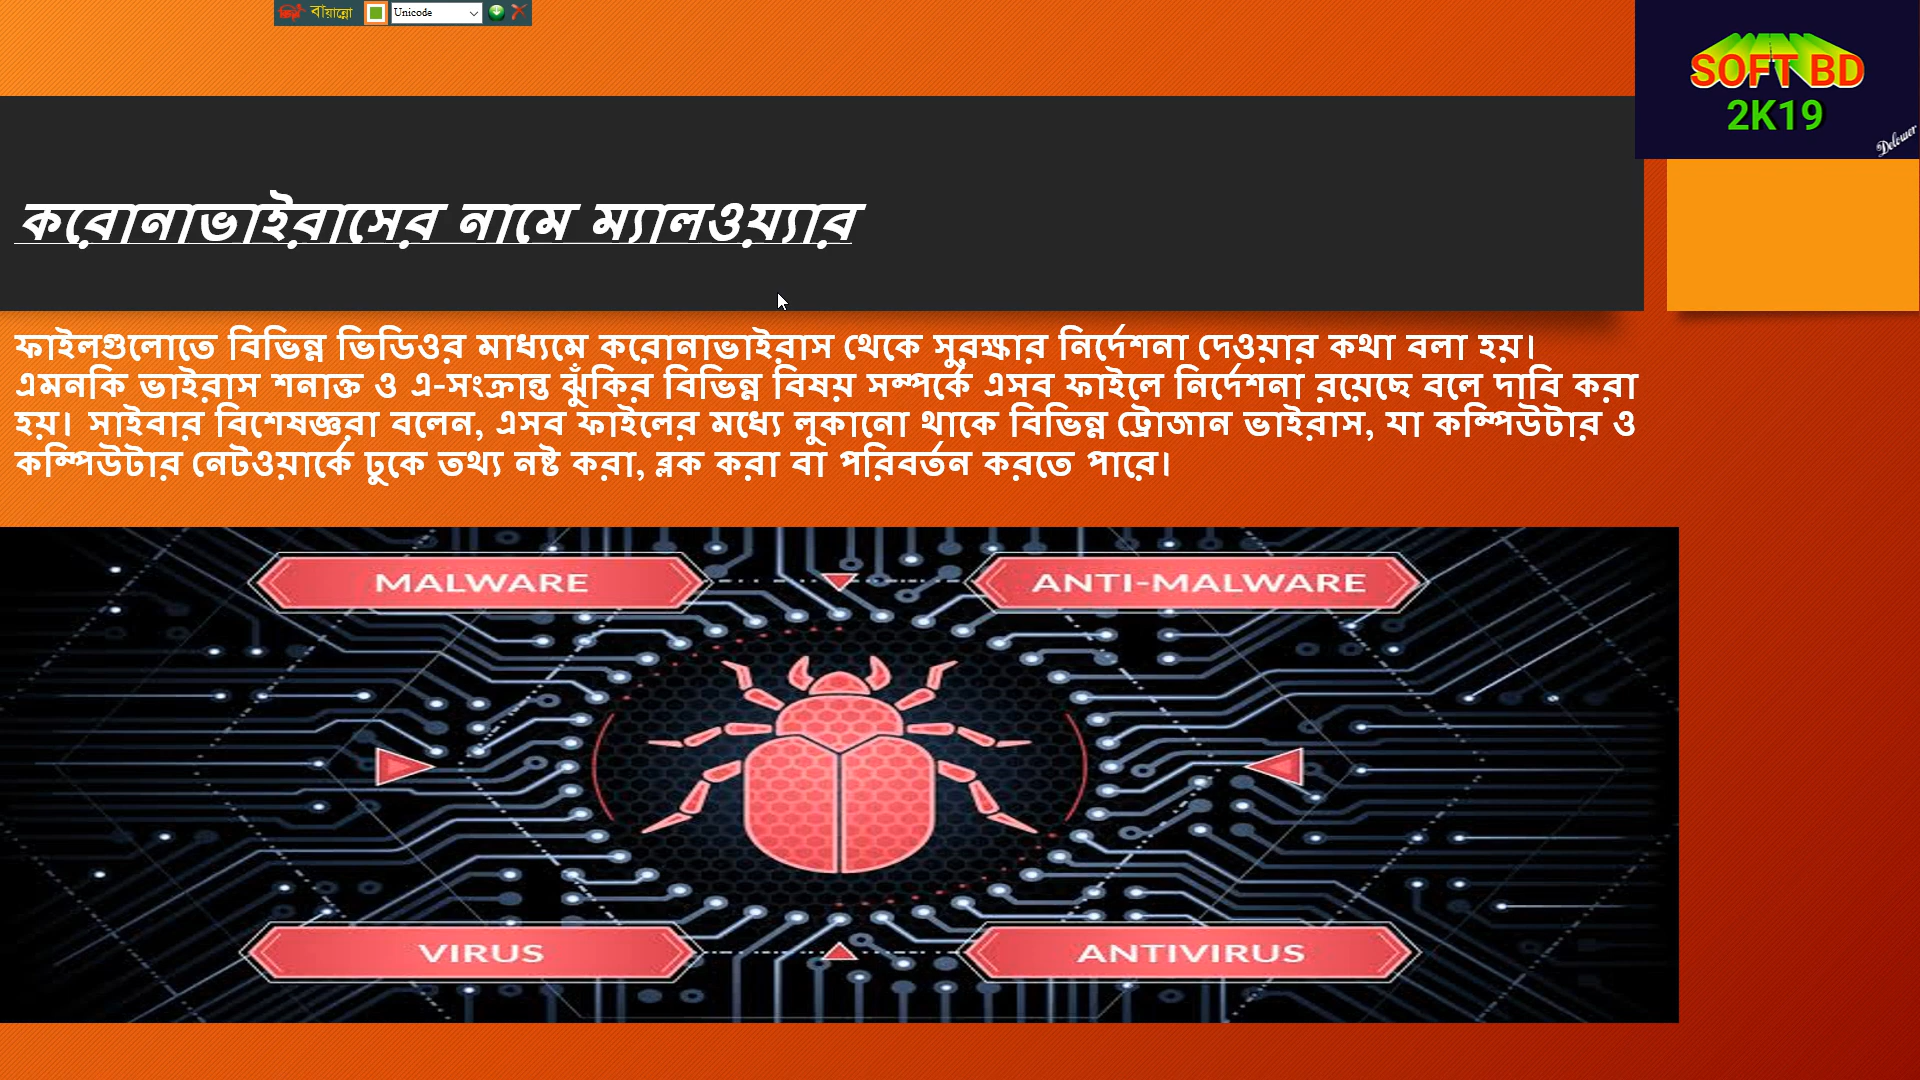 বায়ান্নো
Unicode
SOFT BD
2K19
Delower
করোনাভাইরাসের নামে ম্যালওয়্যার
ফাইলগুলোতে বিভিন্ন ভিডিওর মাধ্যমে করোনাভাইরাস থেকে সুরক্ষার নির্দেশনা দেওয়ার কথা বলা হয়।
এমনকি ভাইরাস শনাক্ত ও এ-সংক্রান্ত ঝুঁকির বিভিন্ন বিষয় সম্পর্কে এসব ফাইলে নির্দেশনা রয়েছে বলে দাবি করা
হয়। সাইবার বিশেষজ্ঞরা বলেন, এসব ফাইলের মধ্যে লুকানো থাকে বিভিন্ন ট্রোজান ভাইরাস, যা কম্পিউটার ও
কম্পিউটার নেটওয়ার্কে ঢুকে তথ্য নষ্ট করা, ব্লক করা বা পরিবর্তন করতে পারে।
MALWARE
ANTI-MALWARE
VIRUS
ANTIVIRUS